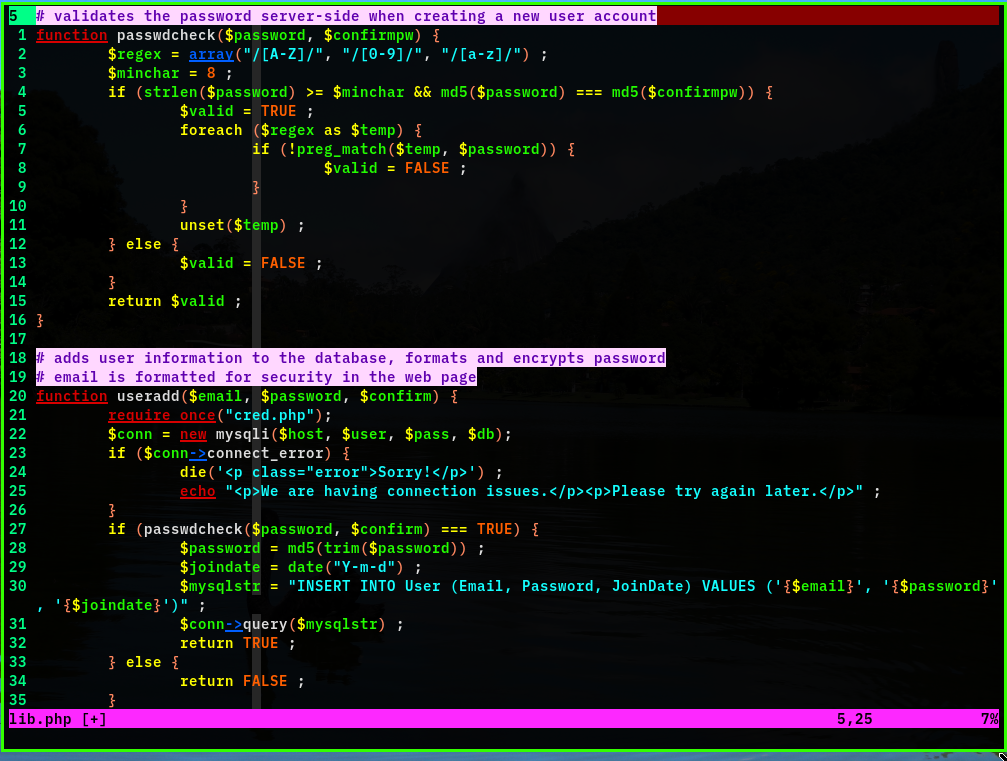 5   # validates the password server-side when creating a new user account
 1 function passwdcheck($password, $confirmpw) {
 2         $regex = array("/[A-Z]/", "/[0-9]/", "/[a-z]/") ;
 3         $minchar = 8 ;
 4         if (strlen($password) >= $minchar && md5($password) === md5($confirmpw)) {
 5                 $valid = TRUE ;
 6                 foreach ($regex as $temp) {
 7                         if (!preg_match($temp, $password)) {
 8                                 $valid = FALSE ;
 9                         }
10                 }
11                 unset($temp) ;
12         } else {
13                 $valid = FALSE ;
14         }
15         return $valid ;
16 }
17
18 # adds user information to the database, formats and encrypts password
19 # email is formatted for security in the web page
20 function useradd($email, $password, $confirm) {
21         require_once("cred.php");
22         $conn = new mysqli($host, $user, $pass, $db);
23         if ($conn->connect_error) {
24                 die('<p class="error">Sorry!</p>') ;
25                 echo "<p>We are having connection issues.</p><p>Please try again later.</p>" ;
26         }
27         if (passwdcheck($password, $confirm) === TRUE) {
28                 $password = md5(trim($password)) ;
29                 $joindate = date("Y-m-d") ;
30                 $mysqlstr = "INSERT INTO User (Email, Password, JoinDate) VALUES ('{$email}', '{$password}'
   , '{$joindate}')" ;
31                 $conn->query($mysqlstr) ;
32                 return TRUE ;
33         } else {
34                 return FALSE ;
35         }
lib.php [+] 5,25 7%